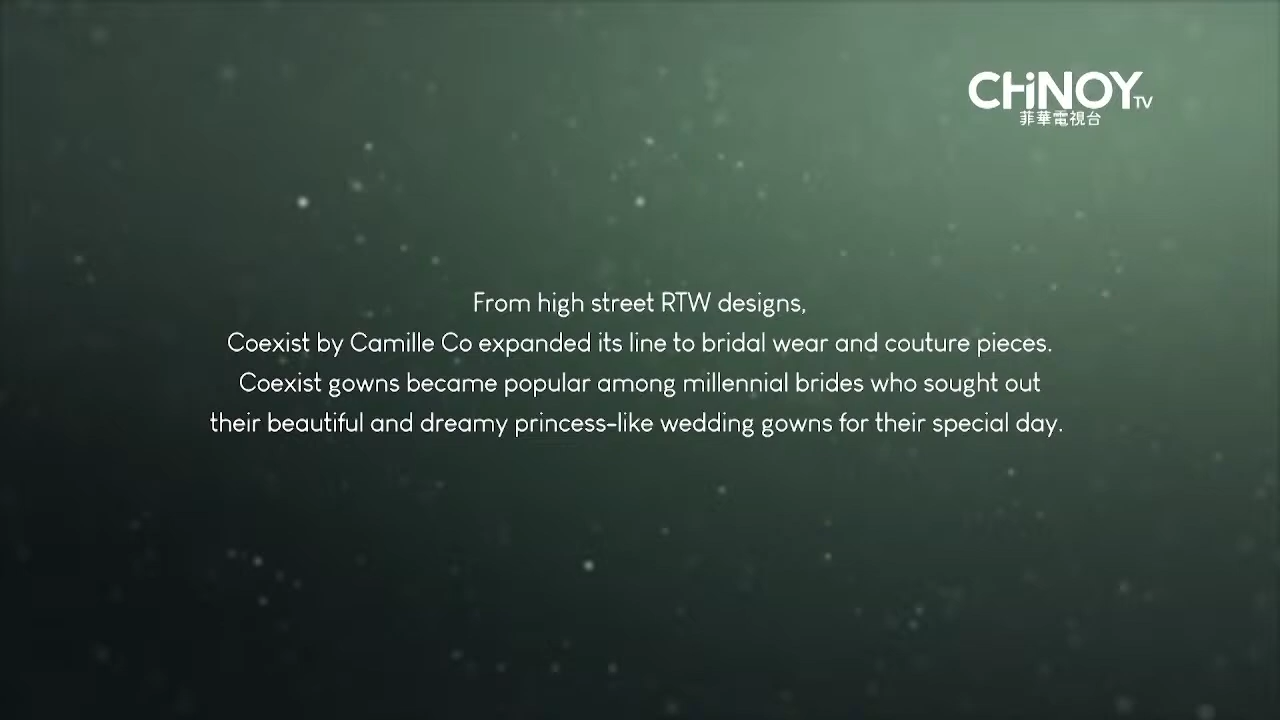 CHiNOY TV
菲華電視台
From high street RTW designs,
Coexist by Camille Co expanded its line to bridal wear and couture pieces.
Coexist gowns became popular among millennial brides who sought out
their beautiful and dreamy princess-like wedding gowns for their special day.